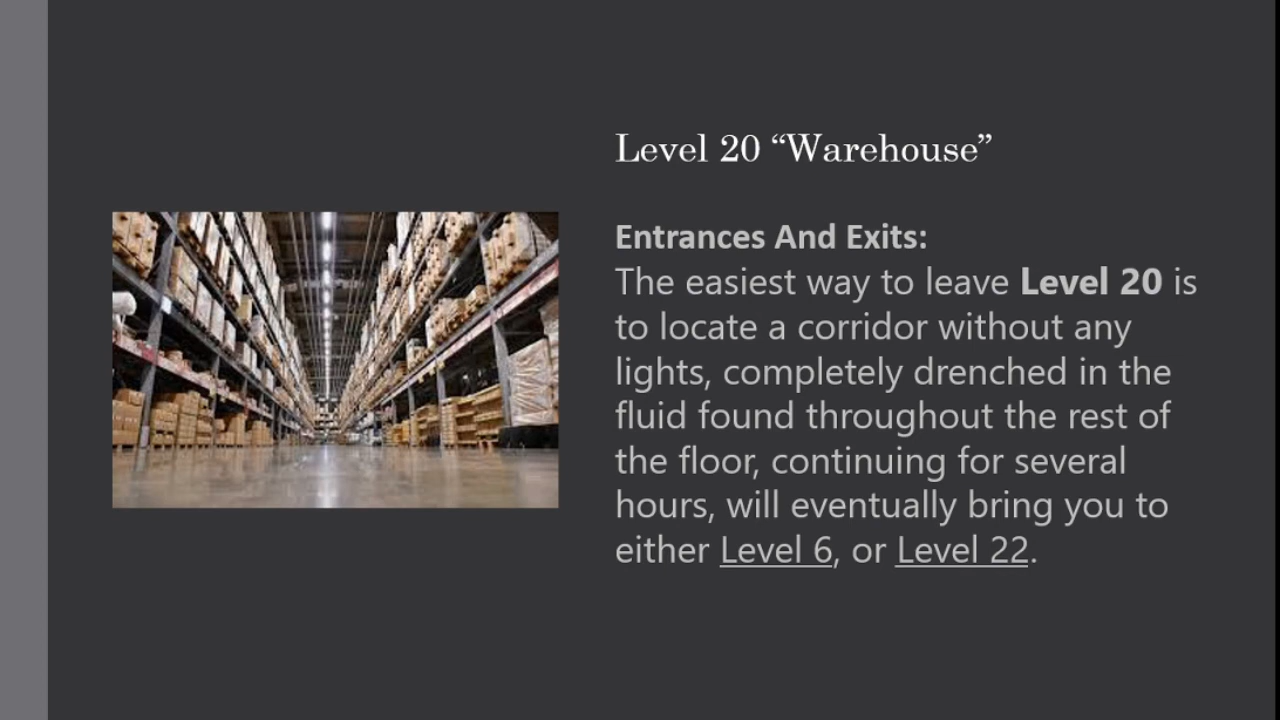 Level 20 “Warehouse”
Entrances And Exits:
The easiest way to leave Level 20 is
to locate a corridor without any
lights, completely drenched in the
fluid found throughout the rest of
the floor, continuing for several
hours, will eventually bring you to
either Level 6, or Level 22.